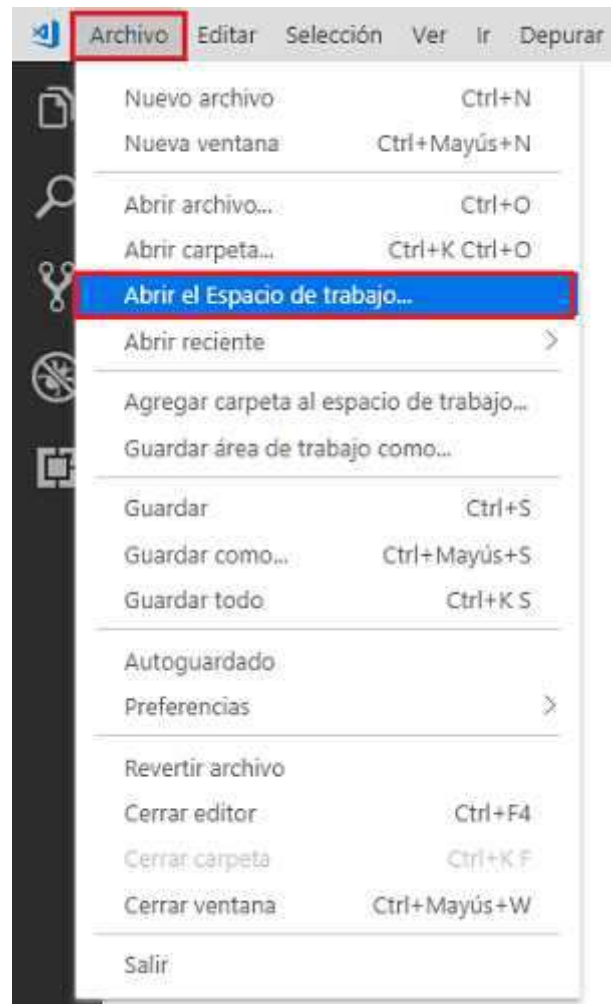 Archivo Editar Selección Ver Ir Depurar
Nuevo archivo Ctrl+N
Nueva ventana Ctrl+Mayús+N
Abrir archivo... Ctrl+O
Abrir carpeta... Ctrl+K Ctrl+O
Abrir el Espacio de trabajo...
Abrir reciente
Agregar carpeta al espacio de trabajo...
Guardar área de trabajo como...
Guardar Ctrl+S
Guardar como... Ctrl+Mayús+S
Guardar todo Ctrl+K S
Autoguardado
Preferencias
Revertir archivo
Cerrar editor Ctrl+F4
Cerrar carpeta Ctrl+K F
Cerrar ventana Ctrl+Mayús+W
Salir